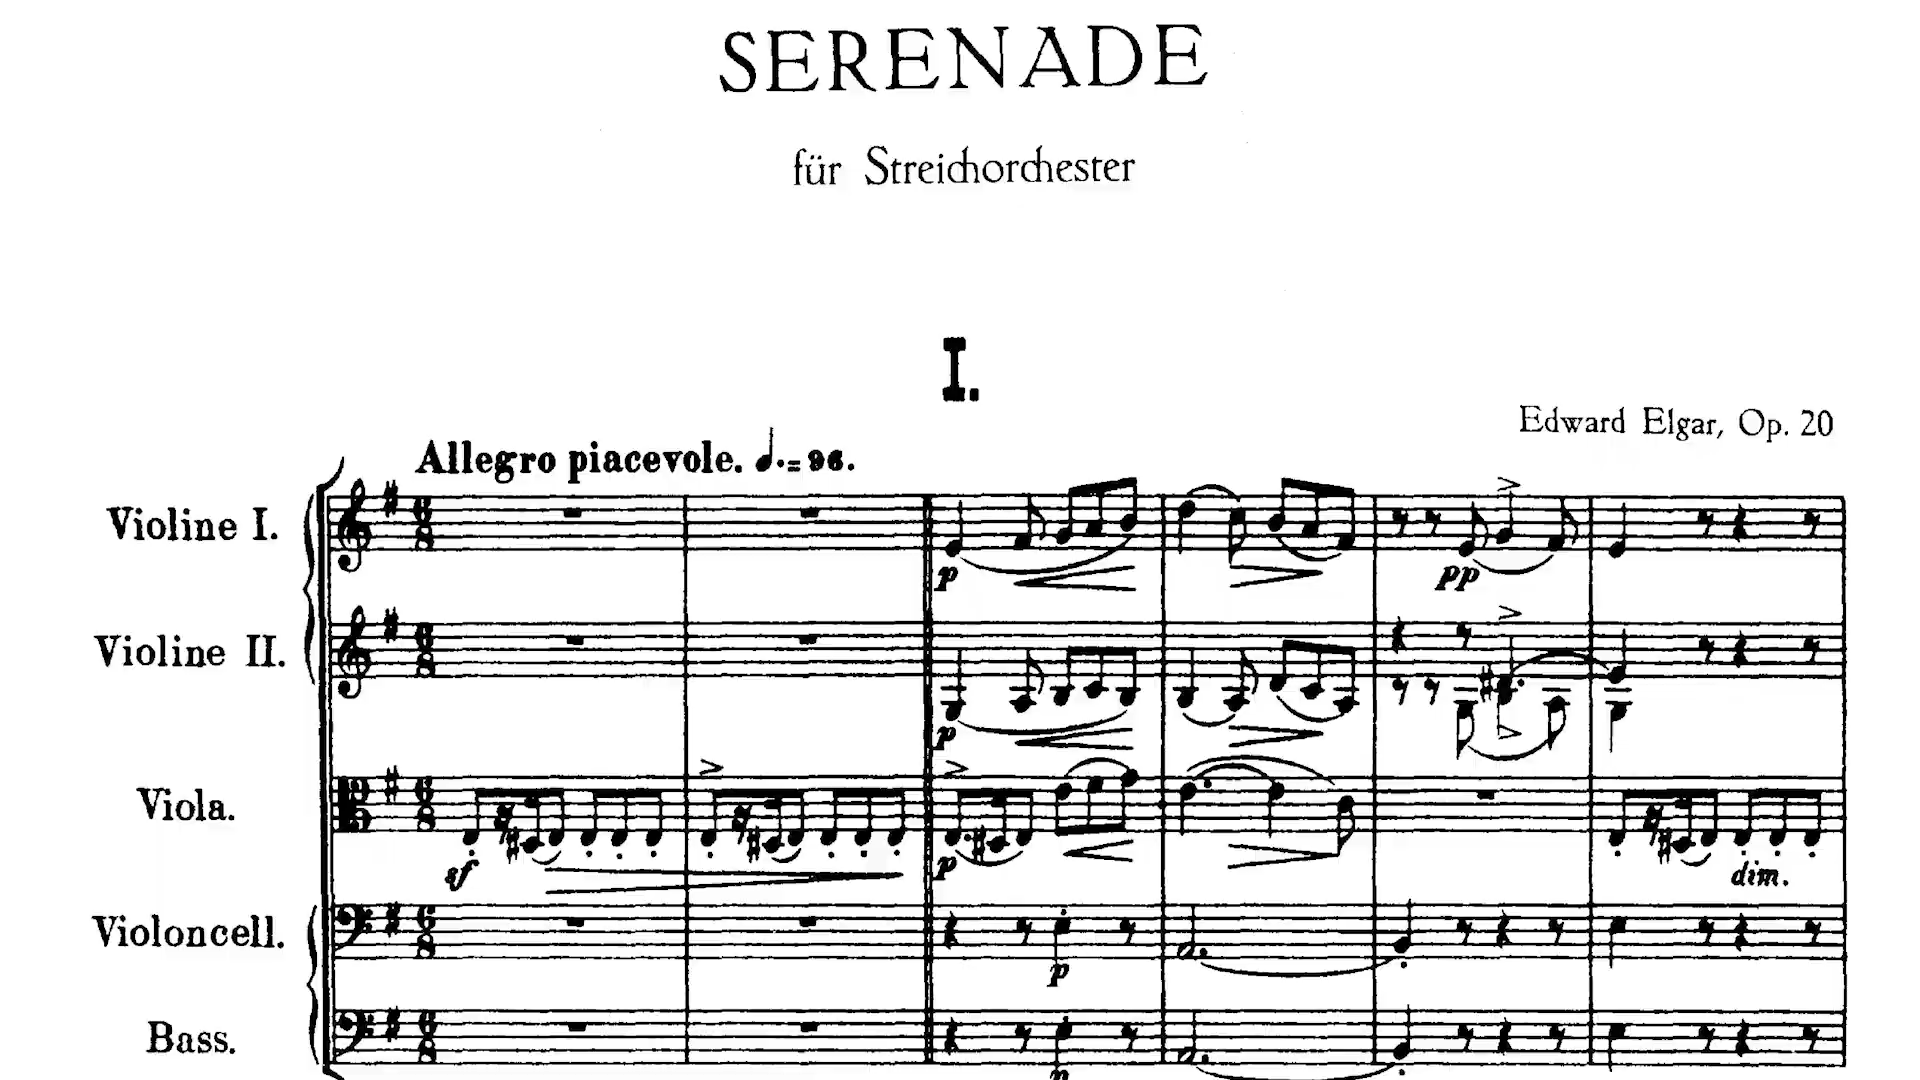 SERENADE
für Streichorchester
I.
Edward Elgar, Op. 20
Allegro piacevole. ♩.= 96.
Violine I.
p
pp
Violine II.
p
Viola.
sf
p
dim.
Violoncell.
p
Bass.
p